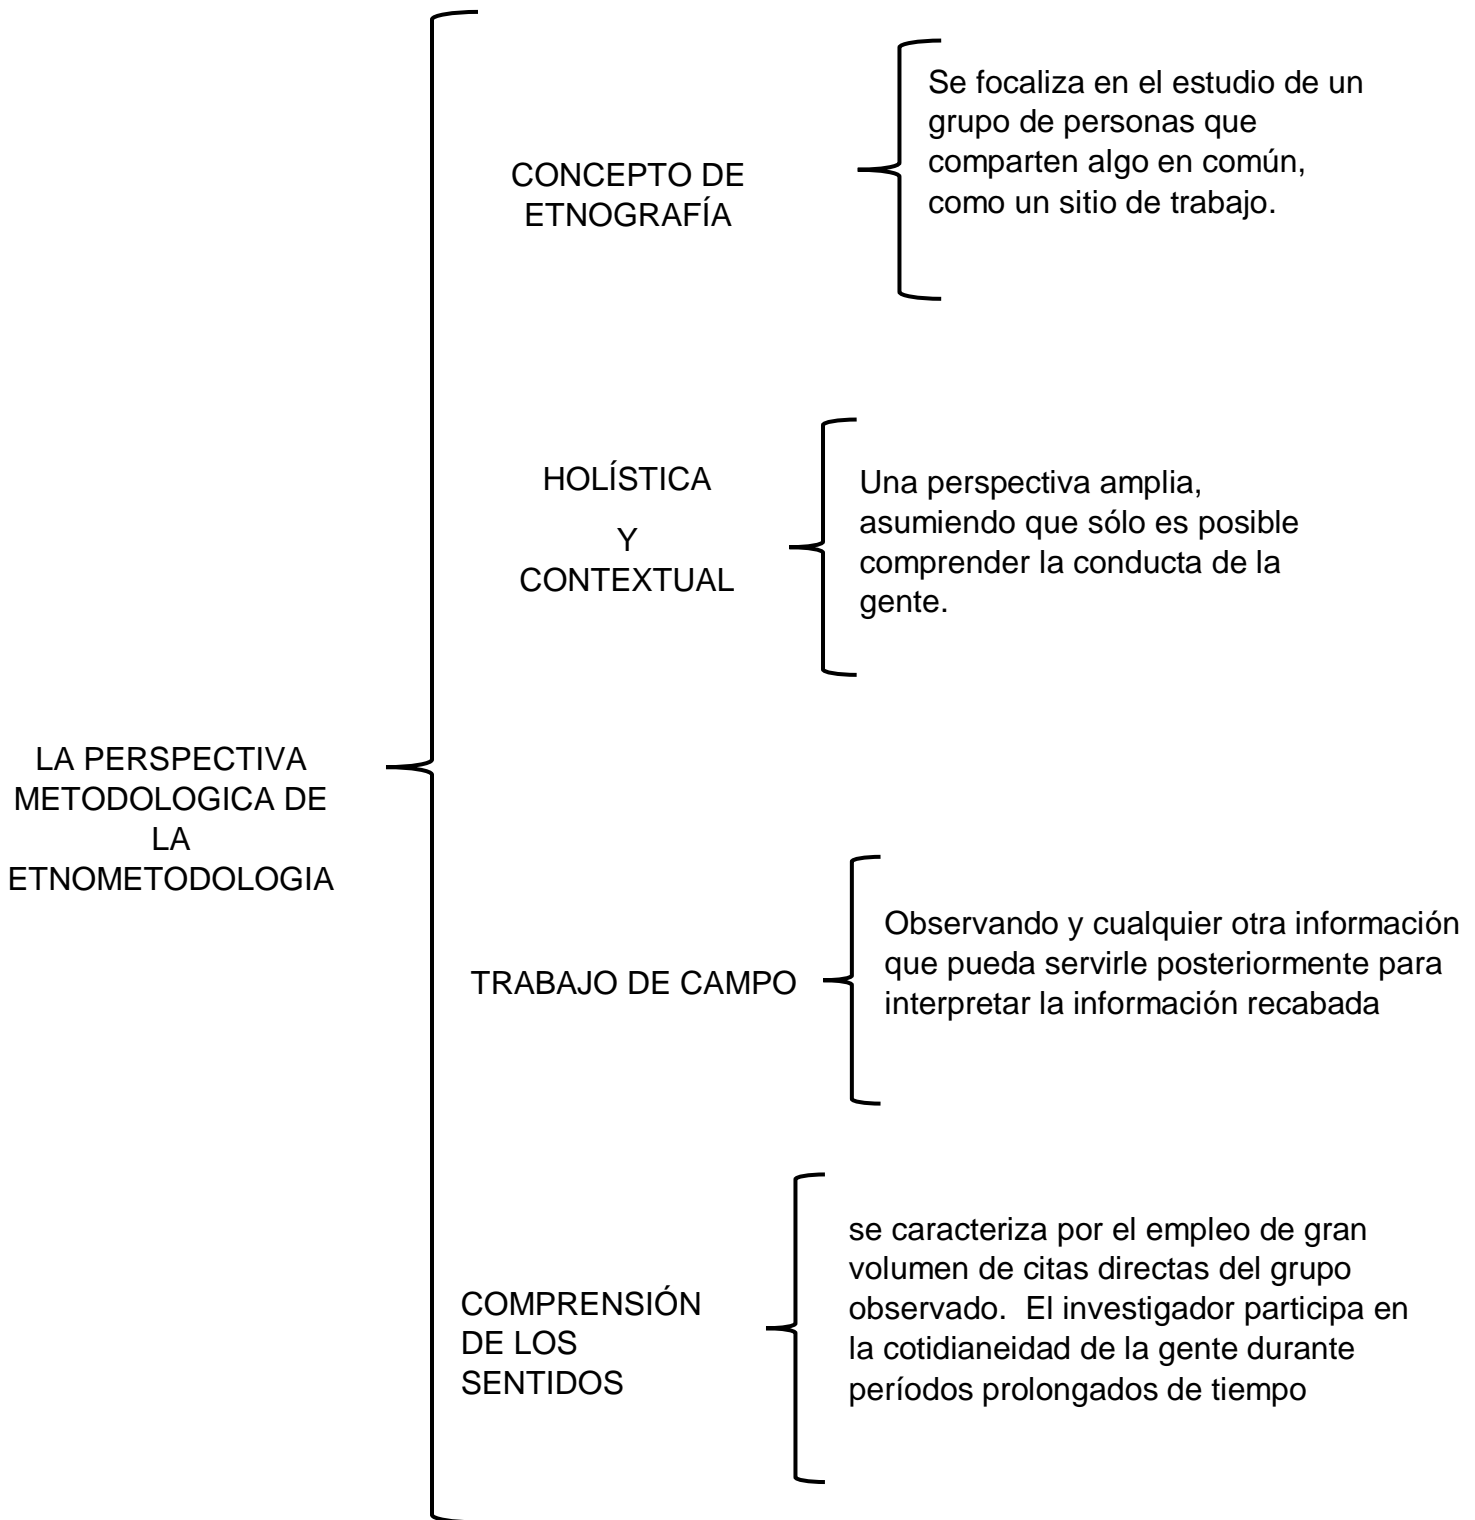 CONCEPTO DE
ETNOGRAFÍA
Se focaliza en el estudio de un
grupo de personas que
comparten algo en común,
como un sitio de trabajo.
HOLÍSTICA
Y
CONTEXTUAL
Una perspectiva amplia,
asumiendo que sólo es posible
comprender la conducta de la
gente.
LA PERSPECTIVA
METODOLOGICA DE
LA
ETNOMETODOLOGIA
TRABAJO DE CAMPO
Observando y cualquier otra información
que pueda servirle posteriormente para
interpretar la información recabada
COMPRENSIÓN
DE LOS
SENTIDOS
se caracteriza por el empleo de gran
volumen de citas directas del grupo
observado.  El investigador participa en
la cotidianeidad de la gente durante
períodos prolongados de tiempo